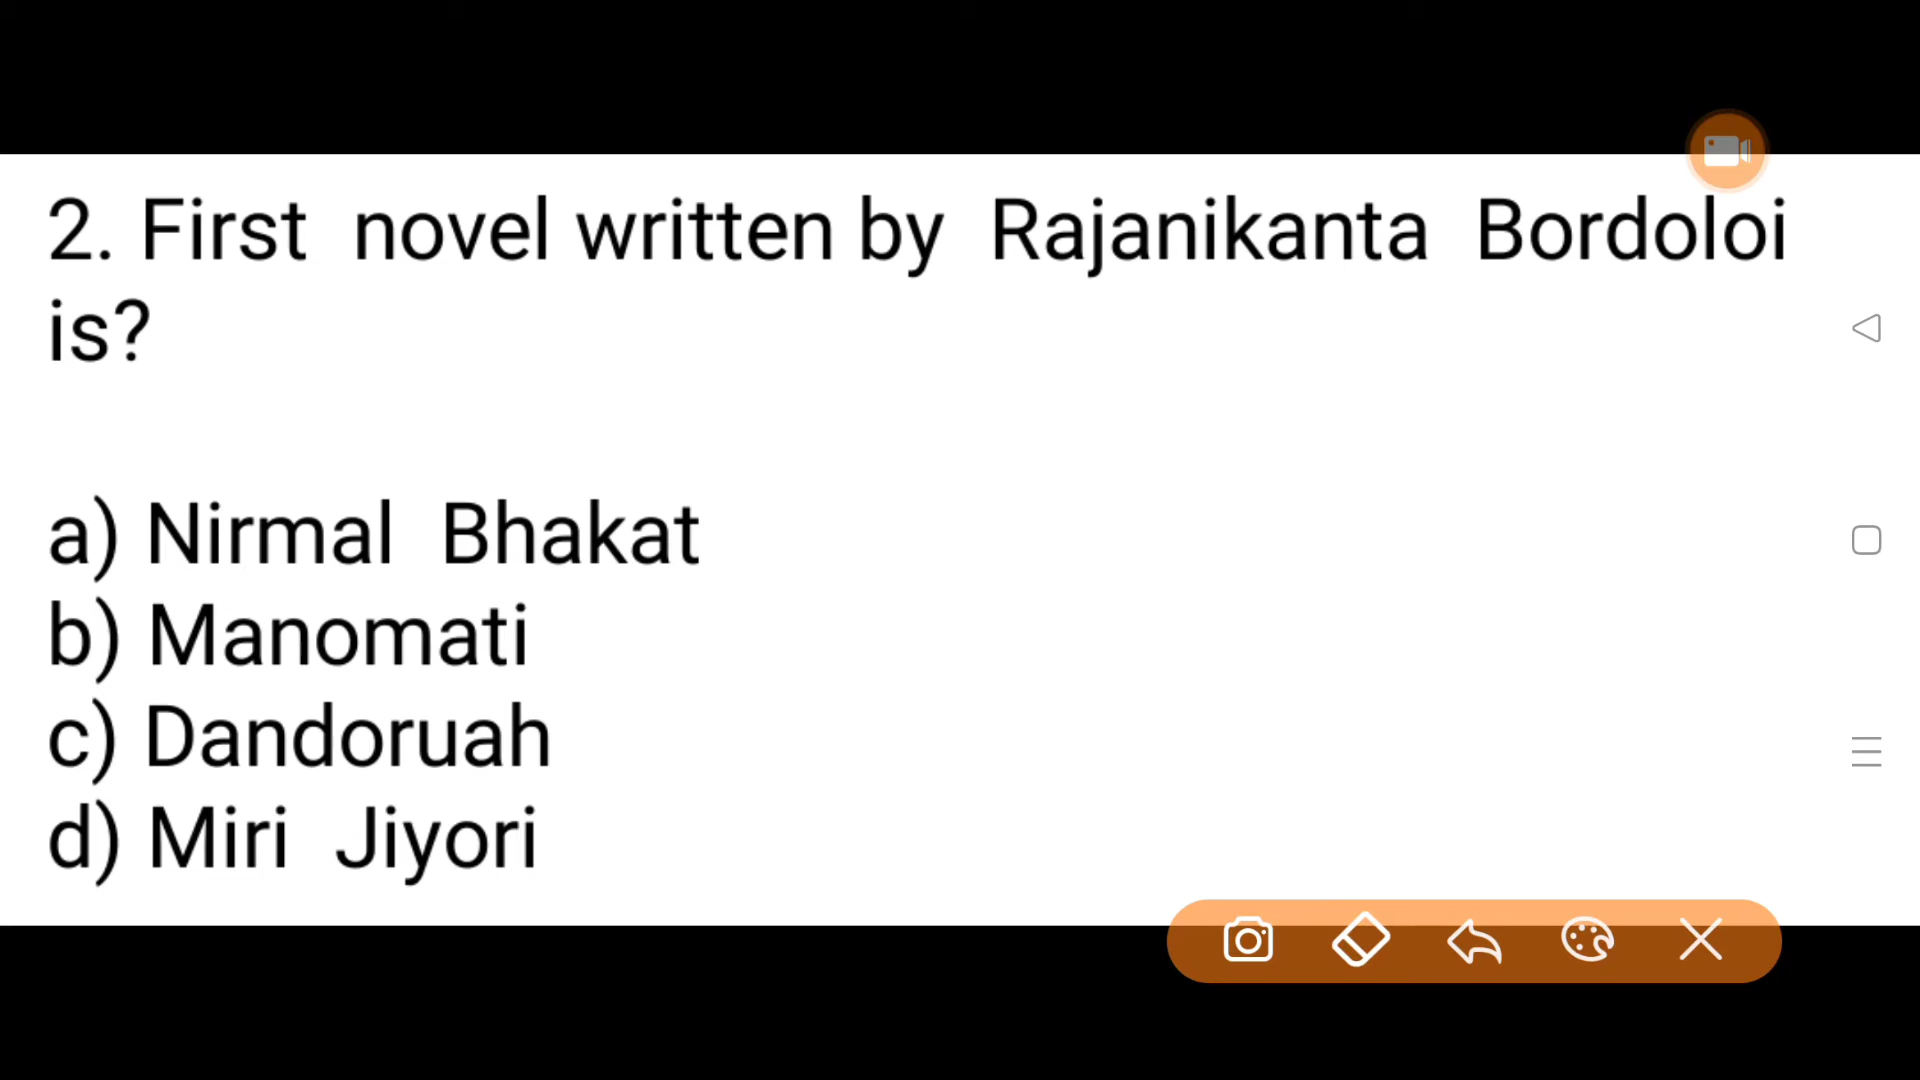 2. First novel written by Rajanikanta Bordoloi
is?
a) Nirmal Bhakat
b) Manomati
c) Dandoruah
d) Miri Jiyori